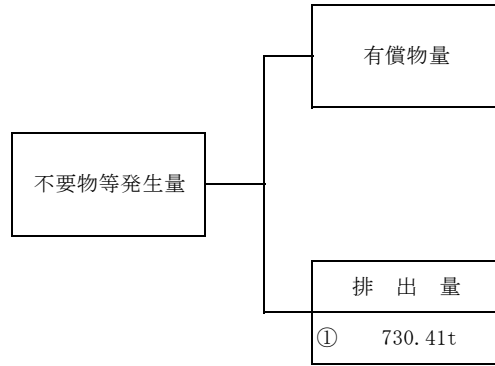 有償物量
不要物等発生量
排 出 量
① 730.41t